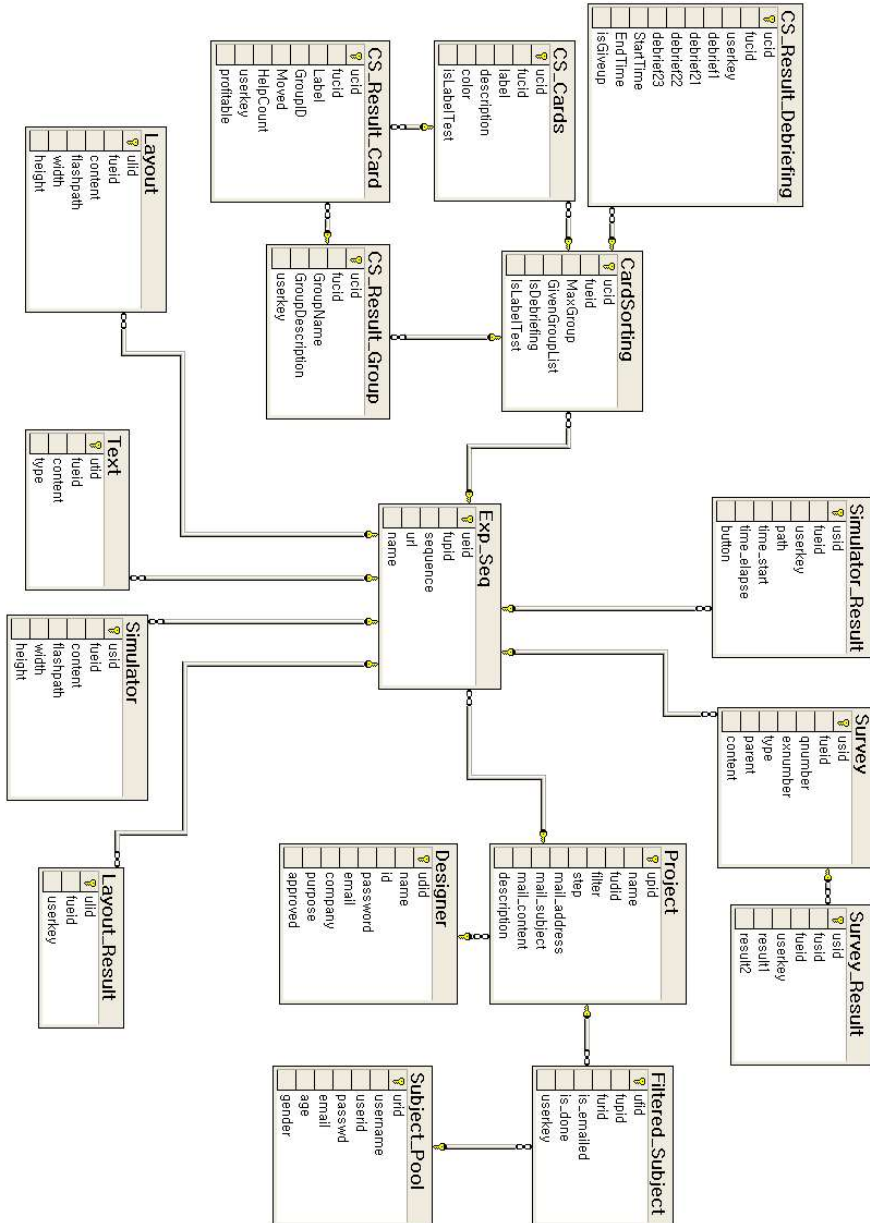 CS_Result_Debriefing
ucid
fucid
userkey
debrief1
debrief21
debrief22
debrief23
StartTime
EndTime
isGiveup
CS_Cards
ucid
fucid
label
description
color
IsLabelTest
CS_Result_Card
ucid
fucid
Label
GroupID
Moved
HelpCount
userkey
profitable
Layout
ulid
fueid
content
flashpath
width
height
CardSorting
ucid
fueid
MaxGroup
GivenGroupList
IsDebriefing
IsLabelTest
CS_Result_Group
ucid
fucid
GroupName
GroupDescription
userkey
Text
utid
fueid
content
type
Simulator_Result
usid
fueid
userkey
path
time_start
time_elapse
button
Exp_Seq
ueid
fupid
sequence
url
name
Simulator
usid
fueid
content
flashpath
width
height
Survey
usid
fueid
qnumber
exnumber
type
parent
content
Project
upid
name
fudid
filter
step
mail_address
mail_subject
mail_content
description
Designer
udid
name
id
password
email
company
purpose
approved
Layout_Result
ulid
fueid
userkey
Survey_Result
usid
fusid
fueid
userkey
result1
result2
Filtered_Subject
ufid
fupid
furid
is_emailed
is_done
userkey
Subject_Pool
urid
username
userid
passwd
email
age
gender